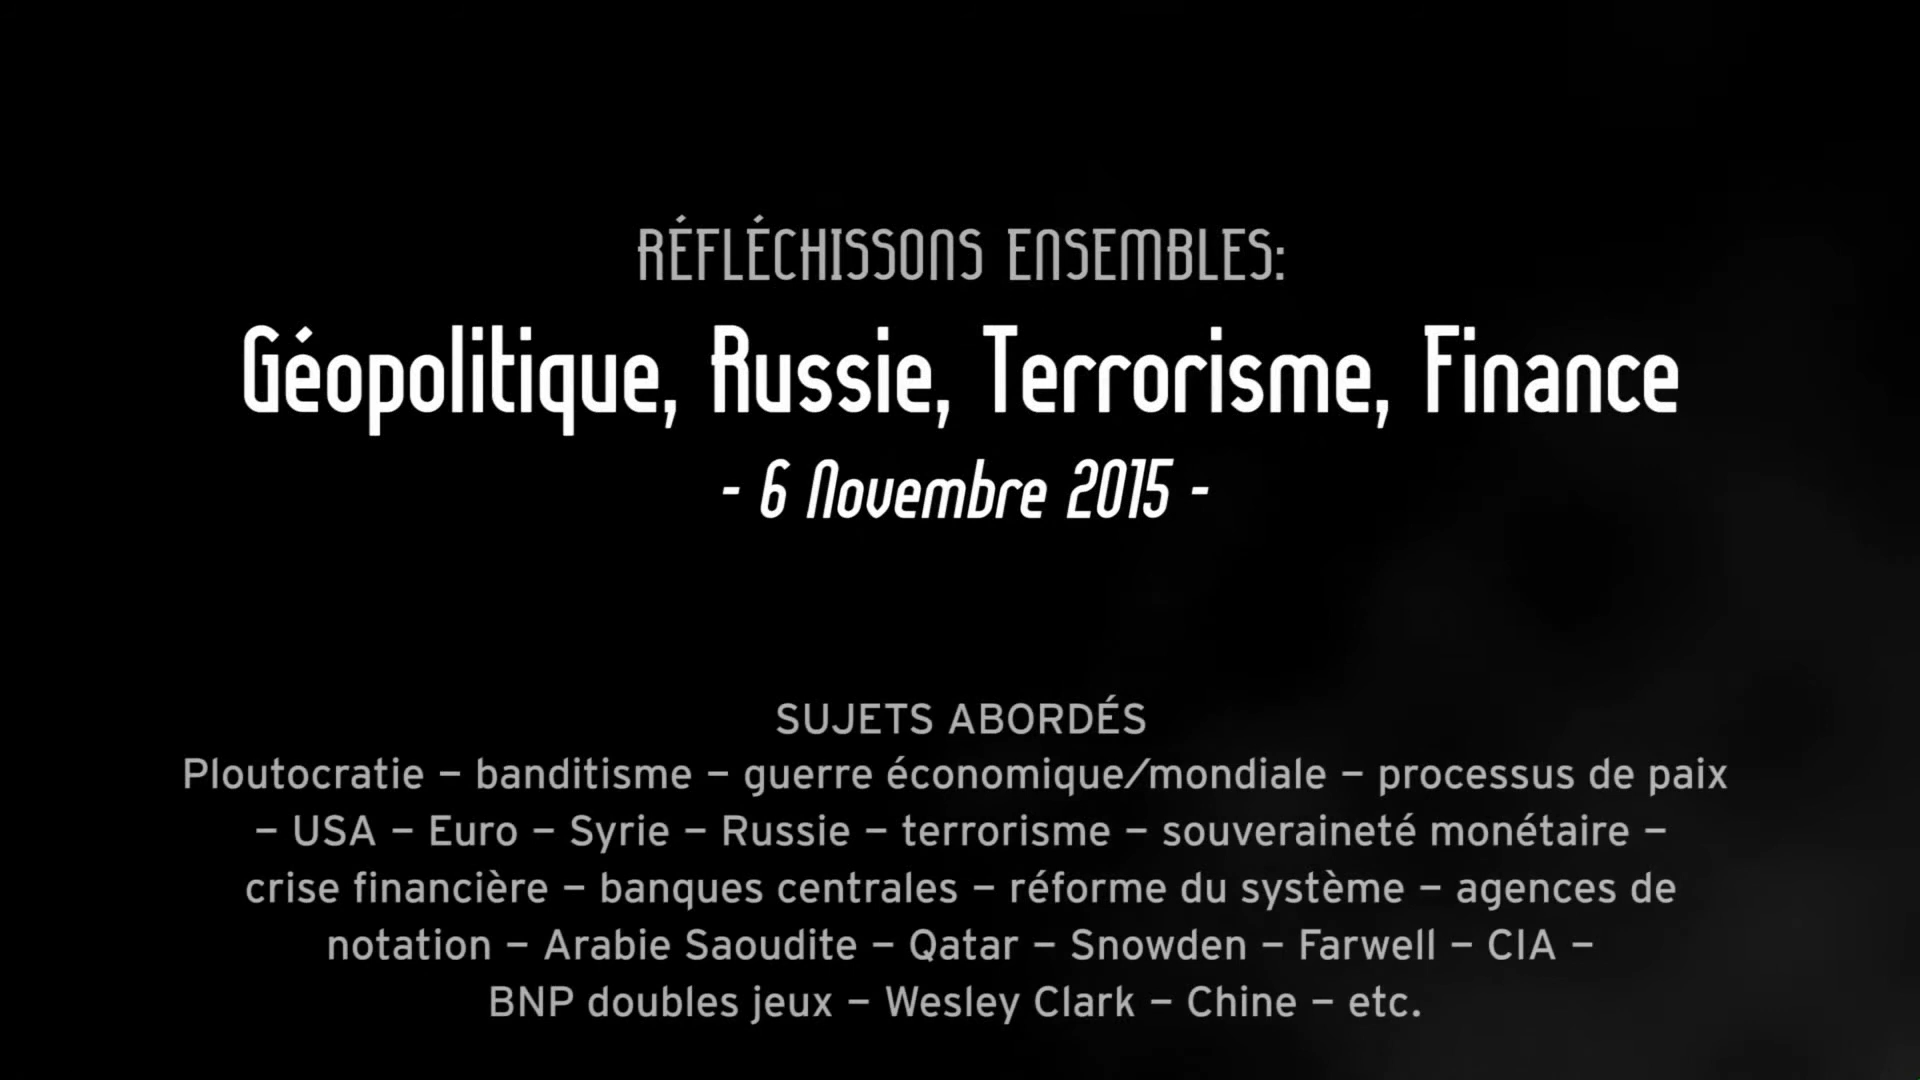 RÉFLÉCHISSONS ENSEMBLES:
Géopolitique, Russie, Terrorisme, Finance
- 6 Novembre 2015 -
SUJETS ABORDÉS
Ploutocratie – banditisme – guerre économique/mondiale – processus de paix
– USA – Euro – Syrie – Russie – terrorisme – souveraineté monétaire –
crise financière – banques centrales – réforme du système – agences de
notation – Arabie Saoudite – Qatar – Snowden – Farwell – CIA –
BNP doubles jeux – Wesley Clark – Chine – etc.